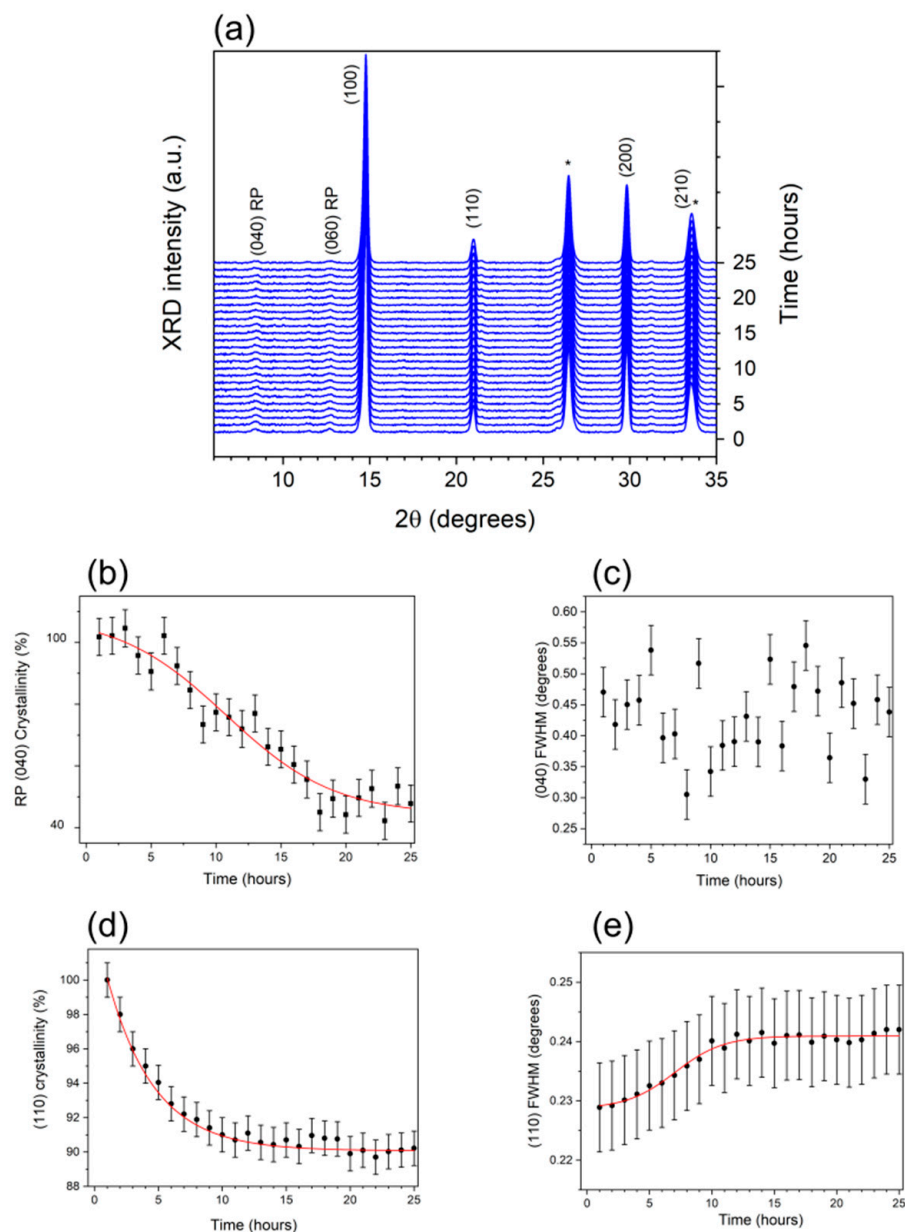 (a)
XRD intensity (a.u.)
(040) RP
(060) RP
(100)
(110)
*
(200)
(210)
*
25
20
15
10
5
0
Time (hours)
10 15 20 25 30 35
2θ (degrees)
(b)
RP (040) Crystallinity (%)
100
40
0 5 10 15 20 25
Time (hours)
(c)
(040) FWHM (degrees)
0.60
0.55
0.50
0.45
0.40
0.35
0.30
0.25
0 5 10 15 20 25
Time (hours)
(d)
(110) crystallinity (%)
100
98
96
94
92
90
88
0 5 10 15 20 25
Time (hours)
(e)
(110) FWHM (degrees)
0.25
0.24
0.23
0.22
0 5 10 15 20 25
Time (hours)